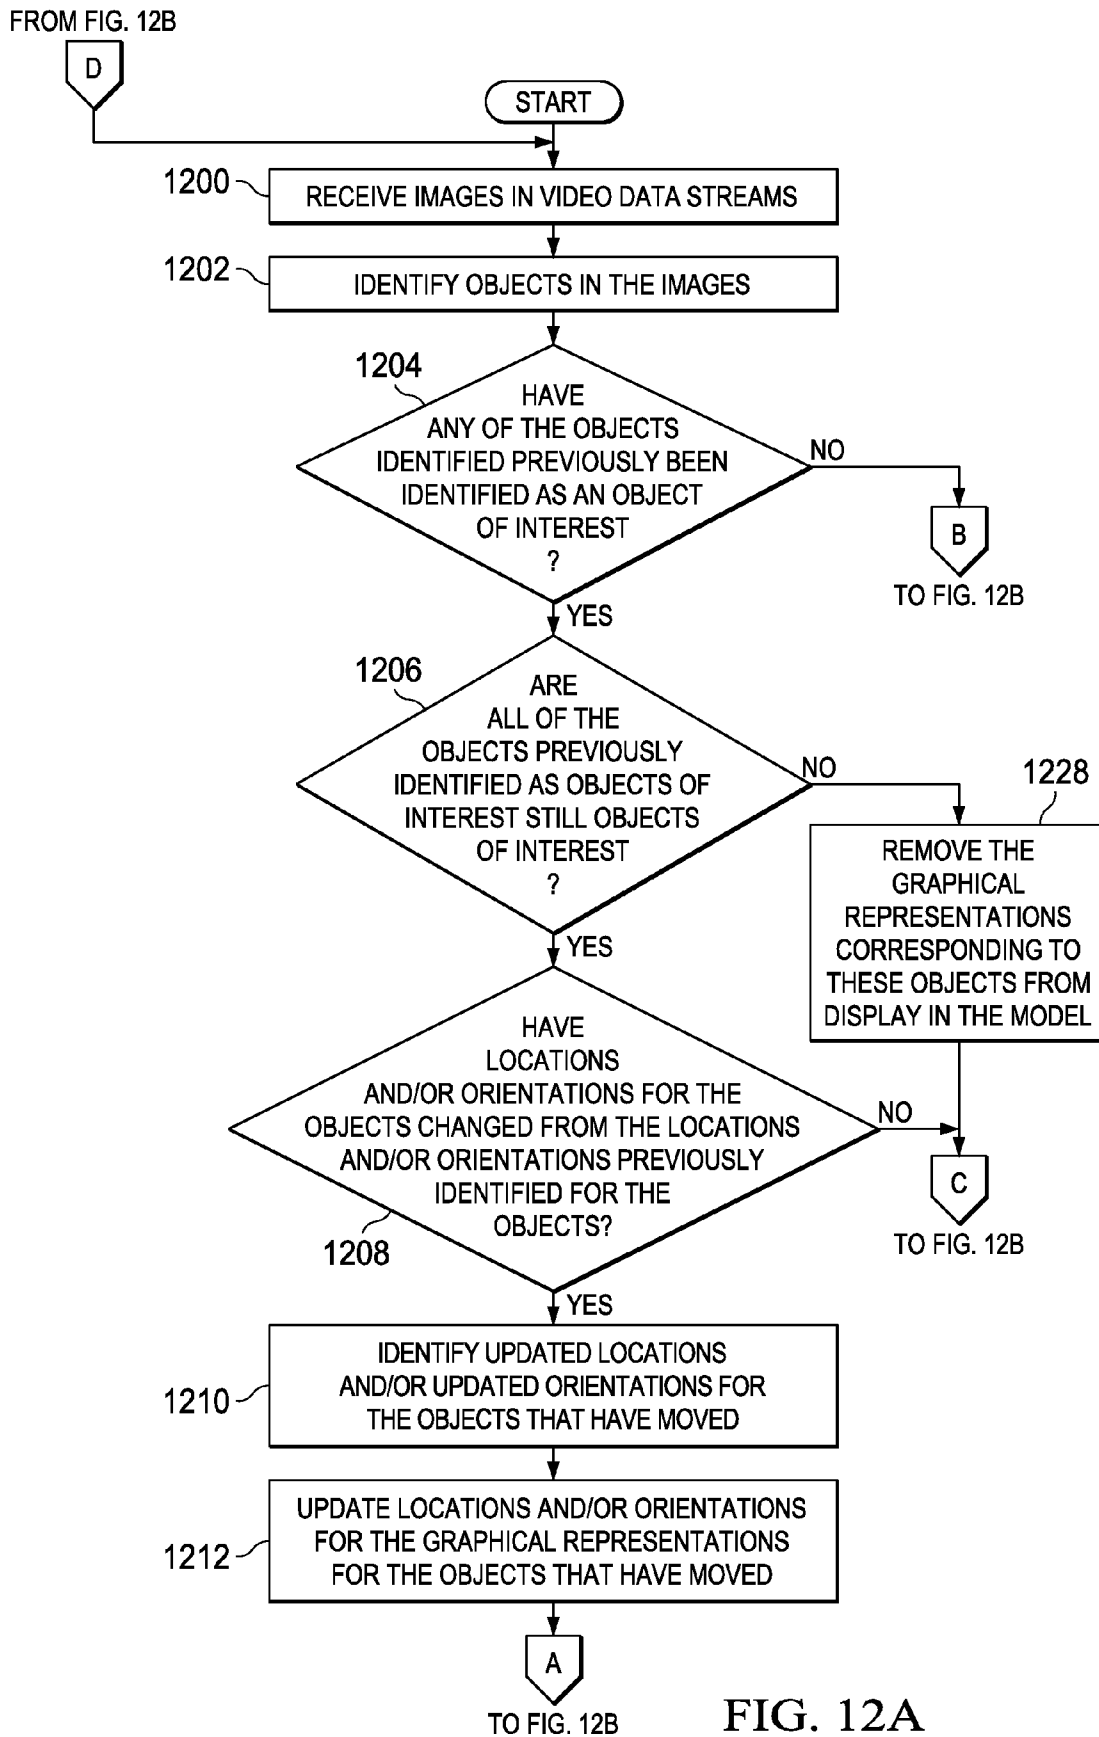 FROM FIG. 12B
D
START
1200
RECEIVE IMAGES IN VIDEO DATA STREAMS
1202
IDENTIFY OBJECTS IN THE IMAGES
1204
HAVE
ANY OF THE OBJECTS
IDENTIFIED PREVIOUSLY BEEN
IDENTIFIED AS AN OBJECT
OF INTEREST
?
NO
B
TO FIG. 12B
YES
1206
ARE
ALL OF THE
OBJECTS PREVIOUSLY
IDENTIFIED AS OBJECTS OF
INTEREST STILL OBJECTS
OF INTEREST
?
NO
1228
REMOVE THE
GRAPHICAL
REPRESENTATIONS
CORRESPONDING TO
THESE OBJECTS FROM
DISPLAY IN THE MODEL
YES
HAVE
LOCATIONS
AND/OR ORIENTATIONS FOR THE
OBJECTS CHANGED FROM THE LOCATIONS
AND/OR ORIENTATIONS PREVIOUSLY
IDENTIFIED FOR THE
OBJECTS?
1208
NO
C
TO FIG. 12B
YES
1210
IDENTIFY UPDATED LOCATIONS
AND/OR UPDATED ORIENTATIONS FOR
THE OBJECTS THAT HAVE MOVED
1212
UPDATE LOCATIONS AND/OR ORIENTATIONS
FOR THE GRAPHICAL REPRESENTATIONS
FOR THE OBJECTS THAT HAVE MOVED
A
TO FIG. 12B
FIG. 12A